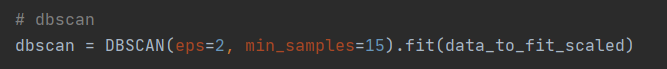 # dbscan
dbscan = DBSCAN(eps=2, min_samples=15).fit(data_to_fit_scaled)